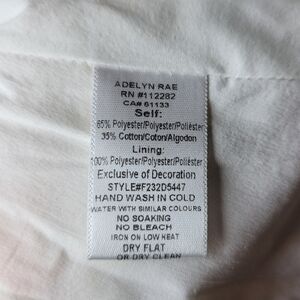 ADELYN RAE
RN #112282
CA# 61133
Self:
65% Polyester/Polyester/Poliéster
35% Cotton/Coton/Algodon
Lining:
100% Polyester/Polyester/Poliéster
Exclusive of Decoration
STYLE#F232D5447
HAND WASH IN COLD
WATER WITH SIMILAR COLOURS
NO SOAKING
NO BLEACH
IRON ON LOW HEAT
DRY FLAT
OR DRY CLEAN